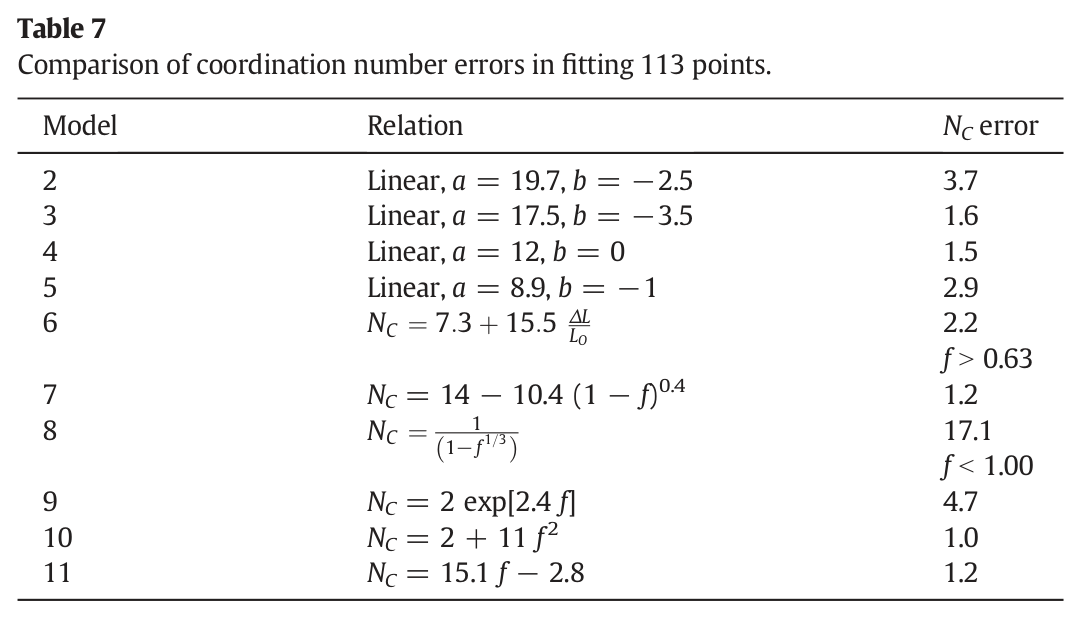 Table 7
Comparison of coordination number errors in fitting 113 points.
Model Relation N_C error
2 Linear, a = 19.7, b = −2.5 3.7
3 Linear, a = 17.5, b = −3.5 1.6
4 Linear, a = 12, b = 0 1.5
5 Linear, a = 8.9, b = −1 2.9
6 N_C = 7.3 + 15.5 ΔL/L_O 2.2
f > 0.63
7 N_C = 14 − 10.4 (1 − f)^0.4 1.2
8 N_C = 1/(1−f^1/3) 17.1
f < 1.00
9 N_C = 2 exp[2.4 f] 4.7
10 N_C = 2 + 11 f^2 1.0
11 N_C = 15.1 f − 2.8 1.2